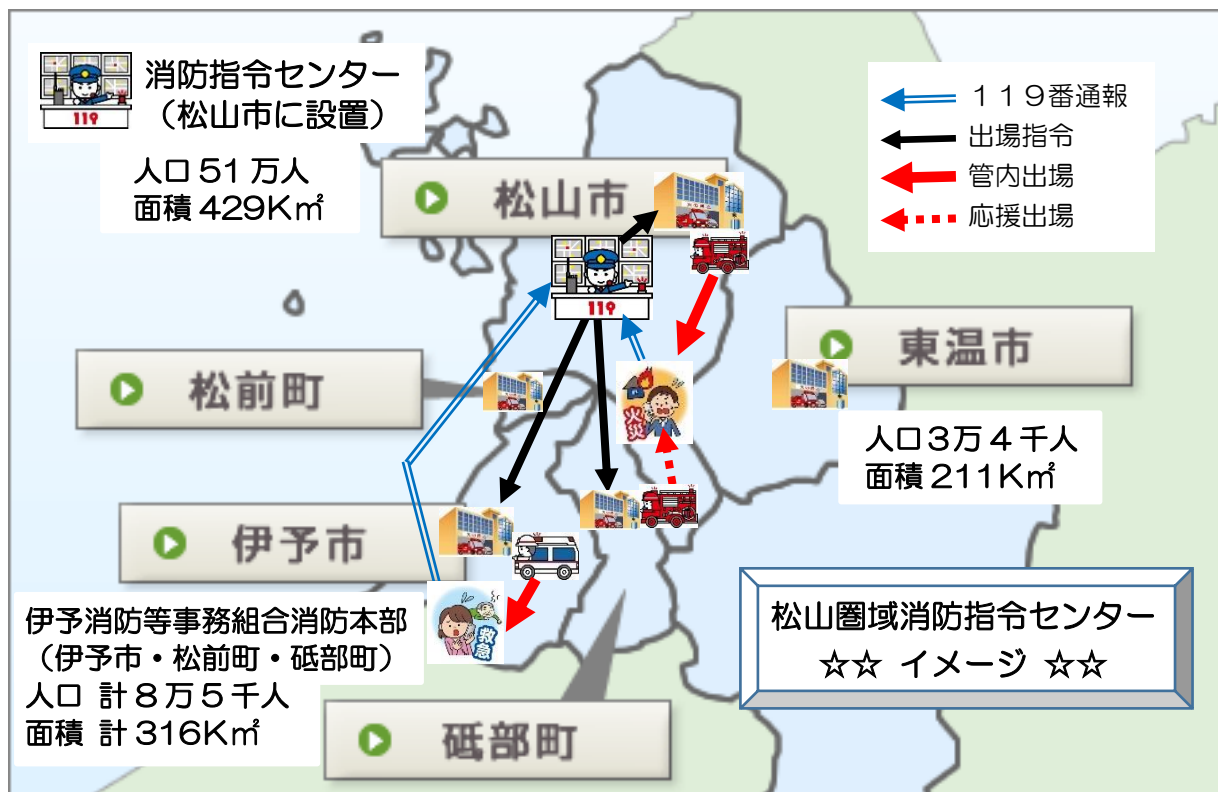 消防指令センター
（松山市に設置）
119
人口51万人
面積429K㎡
１１９番通報
出場指令
管内出場
応援出場
松山市
119
東温市
人口３万４千人
面積211K㎡
松前町
火災
伊予市
救急
伊予消防等事務組合消防本部
（伊予市・松前町・砥部町）
人口 計８万５千人
面積 計316K㎡
松山圏域消防指令センター
☆☆ イメージ ☆☆
砥部町